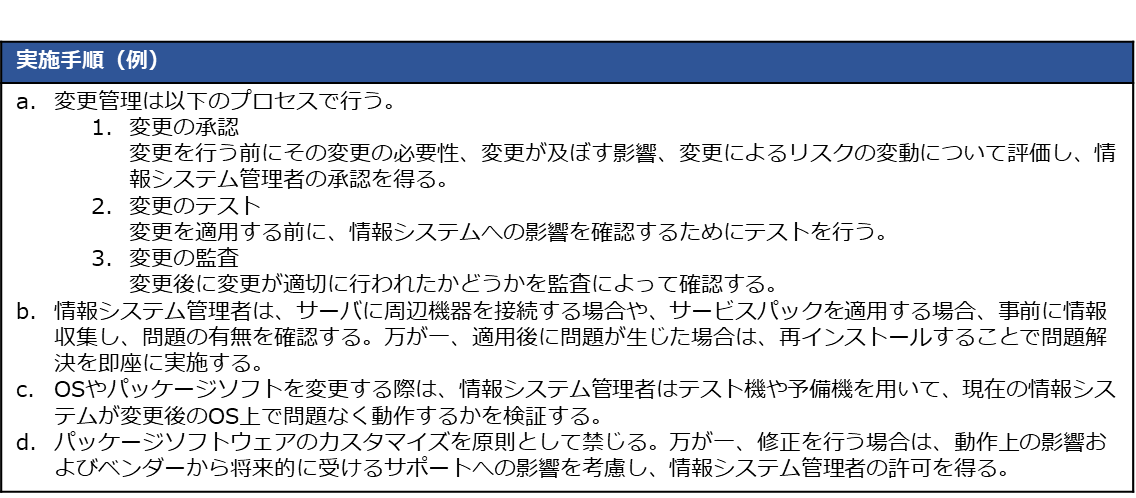 実施手順（例）
a. 変更管理は以下のプロセスで行う。
1. 変更の承認
変更を行う前にその変更の必要性、変更が及ぼす影響、変更によるリスクの変動について評価し、情
報システム管理者の承認を得る。
2. 変更のテスト
変更を適用する前に、情報システムへの影響を確認するためにテストを行う。
3. 変更の監査
変更後に変更が適切に行われたかどうかを監査によって確認する。
b. 情報システム管理者は、サーバに周辺機器を接続する場合や、サービスパックを適用する場合、事前に情報
収集し、問題の有無を確認する。万が一、適用後に問題が生じた場合は、再インストールすることで問題解
決を即座に実施する。
c. OSやパッケージソフトを変更する際は、情報システム管理者はテスト機や予備機を用いて、現在の情報シス
テムが変更後のOS上で問題なく動作するかを検証する。
d. パッケージソフトウェアのカスタマイズを原則として禁じる。万が一、修正を行う場合は、動作上の影響お
よびベンダーから将来的に受けるサポートへの影響を考慮し、情報システム管理者の許可を得る。